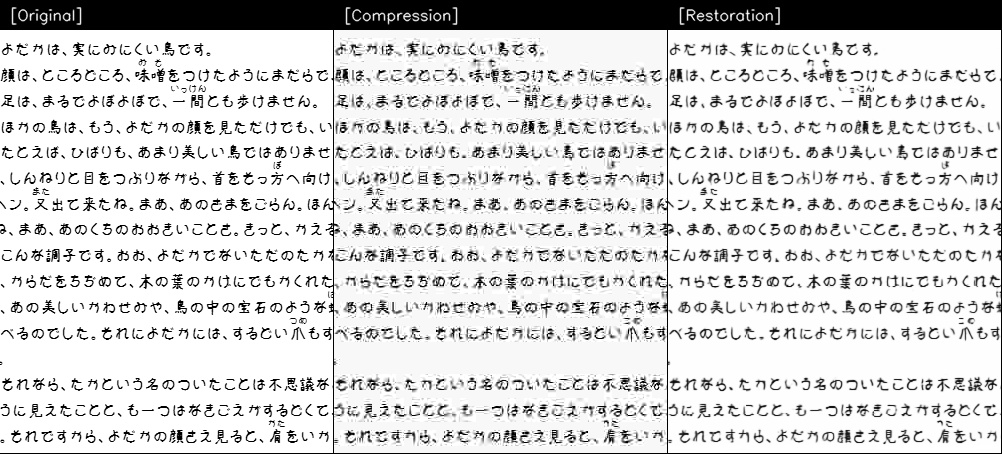 [Original]
よだかは、実にみにくい鳥です。
みそ
顔は、ところどころ、味噌をつけたようにまだらで、
いっけん
足は、まるでよぼよぼで、一間とも歩けません。
ほかの鳥は、もう、よだかの顔を見ただけでも、い
たとえば、ひばりも、あまり美しい鳥ではありませ
ぽ
、しんねりと目をつぶりながら、首をそっ方へ向け
また
ン。又出て来たね。まあ、あのさまをごらん。ほん
ね、まあ、あのくちのおおきいことさ。きっと、かえる
こんな調子です。おお、よだかでないただのたか
、からだをちぢめて、木の葉のかげにでもかくれた
、あの美しいかわせみや、鳥の中の宝石のような
つめ
べるのでした。それによだかには、するどい爪もす
。
それなら、たかという名のついたことは不思議な
うに見えたことと、も一つはなきごえがするどくて
かた
。それですから、よだかの顔さえ見ると、肩をいか
[Compression]
よだかは、実にみにくい鳥です。
顔は、ところどころ、味噌をつけたようにまだらで、
足は、まるでよぼよぼで、一間とも歩けません。
ほかの鳥は、もう、よだかの顔を見ただけでも、い
たとえば、ひばりも、あまり美しい鳥ではありませ
、しんねりと目をつぶりながら、首をそっ方へ向け
また
ン。又出て来たね。まあ、あのさまをごらん。ほん
、まあ、あのくちのおおきいことさ。きっと、かえる
こんな調子です。おお、よだかでないただのたか
、からだをちぢめて、木の葉のかげにでもかくれた
、あの美しいかわせみや、鳥の中の宝石のような
べるのでした。それによだかには、するどい爪もす
。
それなら、たかという名のついたことは不思議な
うに見えたことと、も一つはなきごえがするどくて
かた
。それですから、よだかの顔さえ見ると、肩をいか
[Restoration]
よだかは、実にみにくい鳥です。
顔は、ところどころ、味噌をつけたようにまだらで、
足は、まるでよぼよぼで、一間とも歩けません。
ほかの鳥は、もう、よだかの顔を見ただけでも、い
たとえば、ひばりも、あまり美しい鳥ではありませ
、しんねりと目をつぶりながら、首をそっ方へ向け
また
ン。又出て来たね。まあ、あのさまをごらん。ほん
、まあ、あのくちのおおきいことさ。きっと、かえる
こんな調子です。おお、よだかでないただのたか
、からだをちぢめて、木の葉のかげにでもかくれた
、あの美しいかわせみや、鳥の中の宝石のような
べるのでした。それによだかには、するどい爪もす
。
それなら、たかという名のついたことは不思議な
うに見えたことと、も一つはなきごえがするどくて
かた
。それですから、よだかの顔さえ見ると、肩をいか